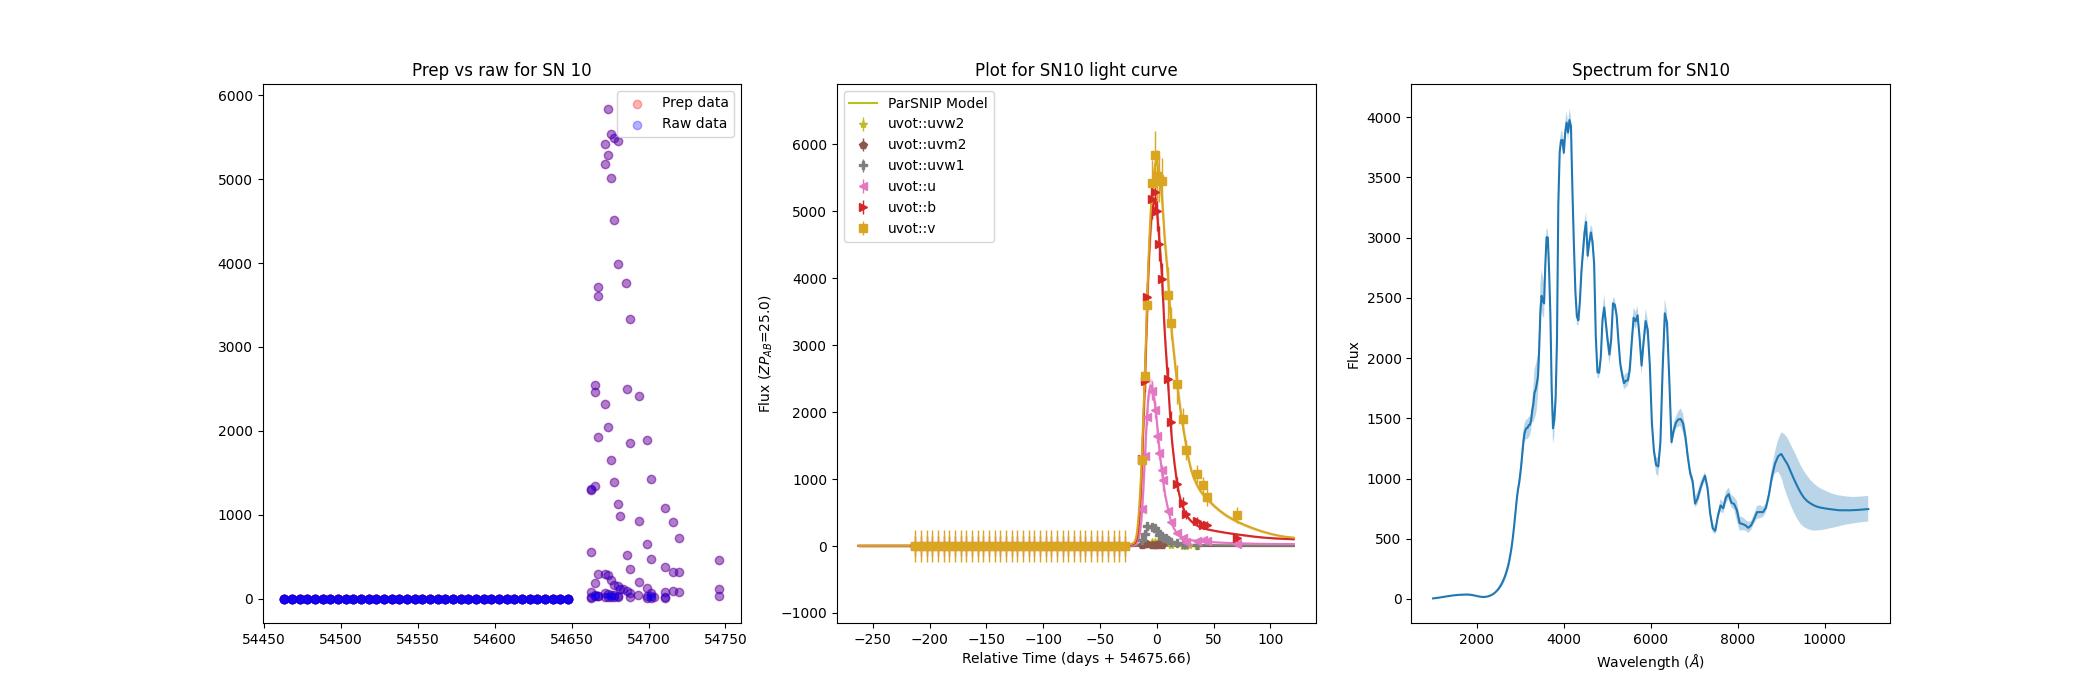 Prep vs raw for SN 10
6000
5000
4000
3000
2000
1000
0
54450
54500
54550
54600
54650
54700
54750
Prep data
Raw data
Plot for SN10 light curve
Flux (ZP_AB=25.0)
6000
5000
4000
3000
2000
1000
0
−1000
−250
−200
−150
−100
−50
0
50
100
Relative Time (days + 54675.66)
ParSNIP Model
uvot::uvw2
uvot::uvm2
uvot::uvw1
uvot::u
uvot::b
uvot::v
Spectrum for SN10
Flux
4000
3500
3000
2500
2000
1500
1000
500
0
2000
4000
6000
8000
10000
Wavelength (Å)